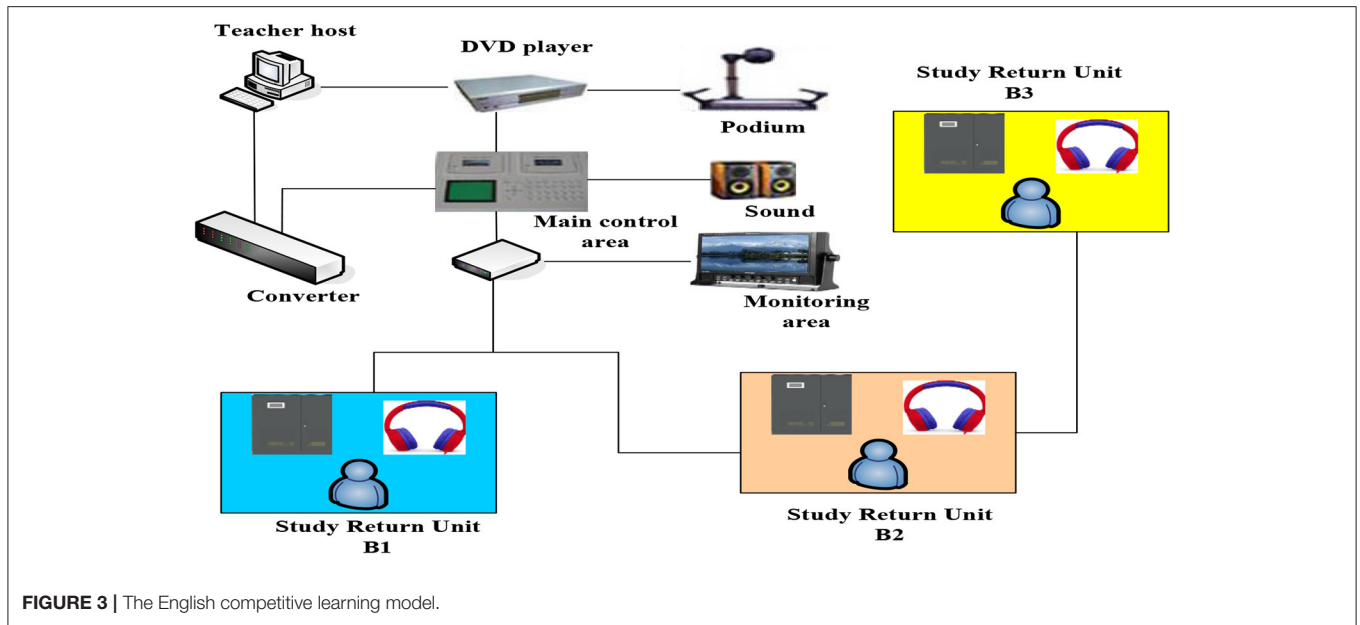 Teacher host
DVD player
Study Return Unit
B3
Podium
Main control
area
Sound
Converter
Monitoring
area
Study Return Unit
B1
Study Return Unit
B2
FIGURE 3 | The English competitive learning model.